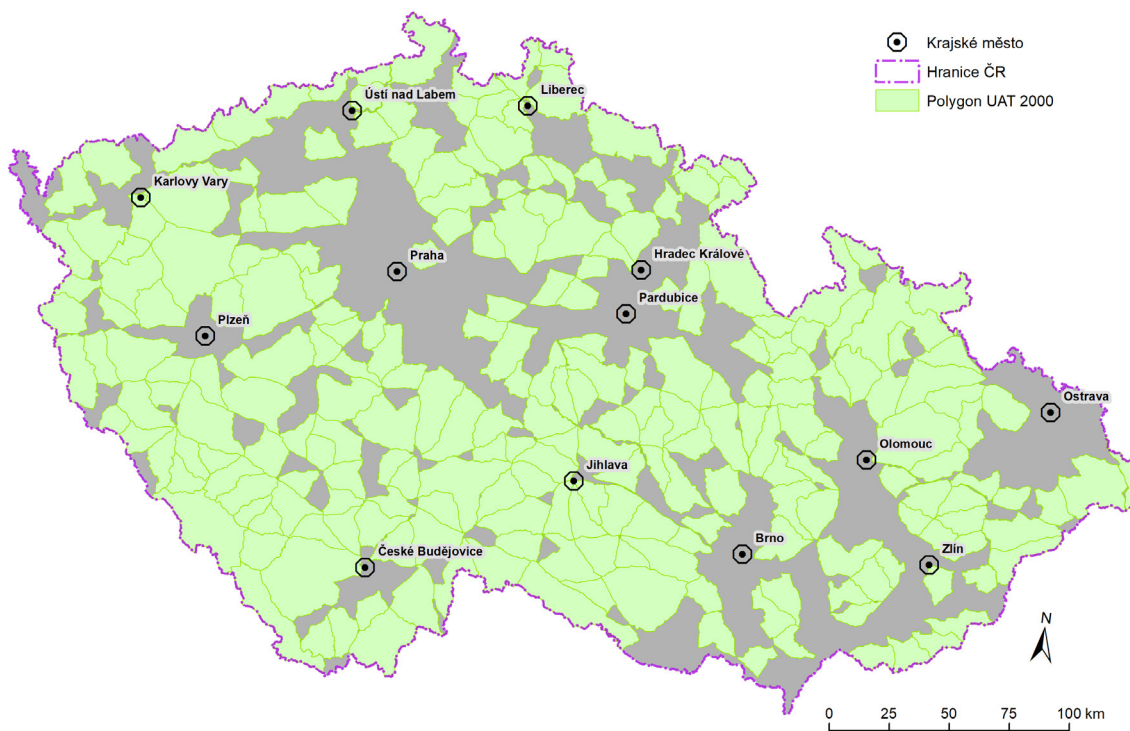 Krajské město
Hranice ČR
Polygon UAT 2000
Ústí nad Labem
Liberec
Karlovy Vary
Praha
Hradec Králové
Pardubice
Plzeň
Ostrava
Olomouc
Jihlava
Brno
České Budějovice
Zlín
N
0 25 50 75 100 km